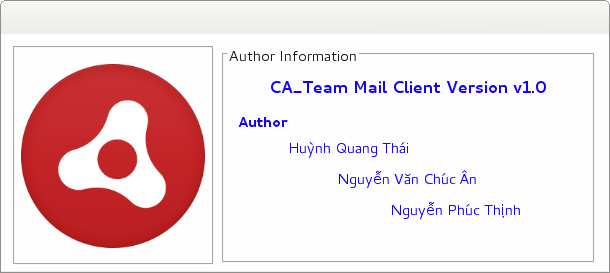 Author Information
CA_Team Mail Client Version v1.0
Author
Huỳnh Quang Thái
Nguyễn Văn Chúc Ân
Nguyễn Phúc Thịnh